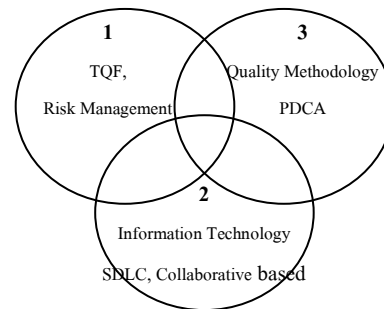 1
TQF,
Risk Management
3
Quality Methodology
PDCA
2
Information Technology
SDLC, Collaborative based